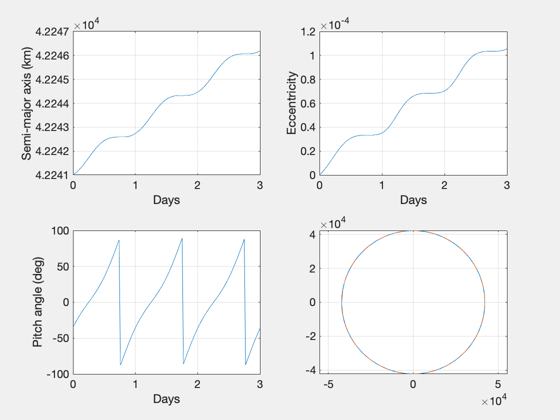 ×10⁴
4.2247
4.2246
4.2245
4.2244
4.2243
4.2242
4.2241
Semi-major axis (km)
0 1 2 3
Days
×10⁻⁴
1.2
1
0.8
0.6
0.4
0.2
0
Eccentricity
0 1 2 3
Days
100
50
0
-50
-100
Pitch angle (deg)
0 1 2 3
Days
×10⁴
4
2
0
-2
-4
-5 0 5
×10⁴